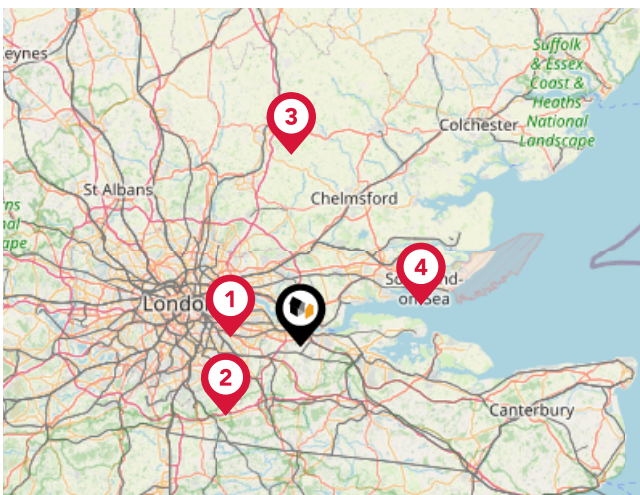 eynes
Suffolk
& Essex
Coast &
Heaths
National
Landscape
3
Colchester
St Albans
Chelmsford
ns
nal
ape
4
1
London
on-Sea
2
Canterbury